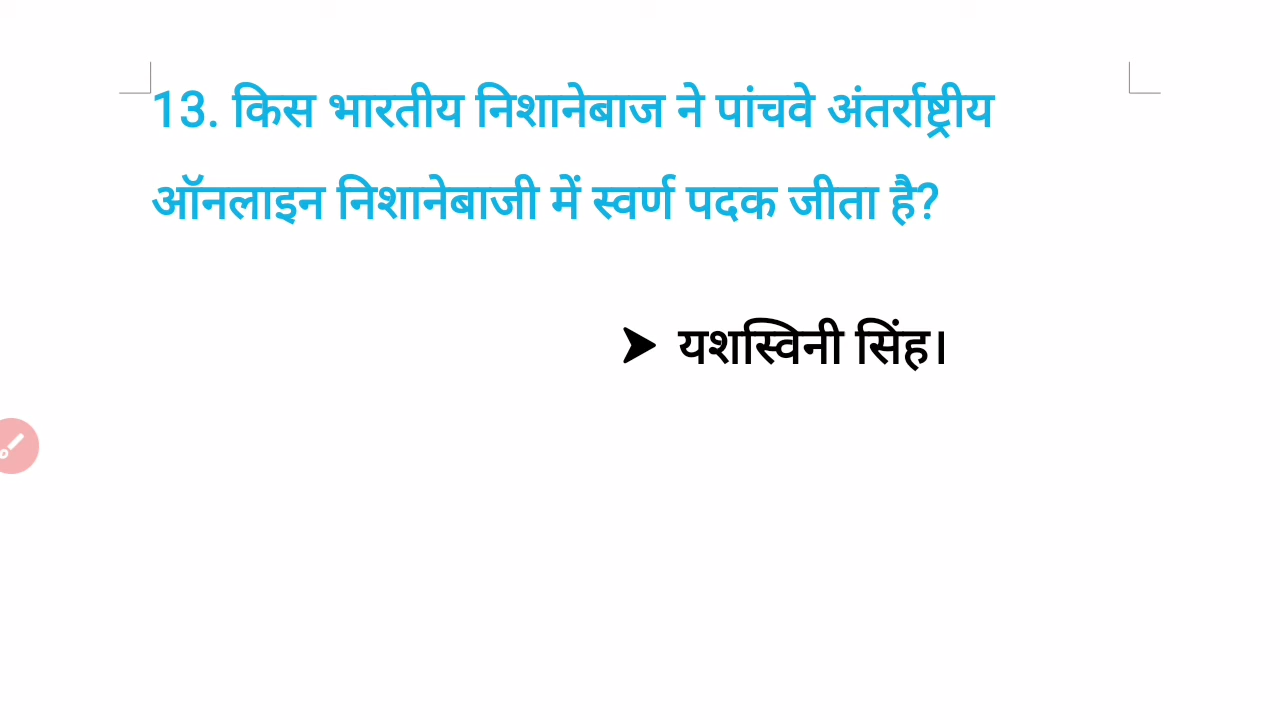 13. किस भारतीय निशानेबाज ने पांचवे अंतर्राष्ट्रीय
ऑनलाइन निशानेबाजी में स्वर्ण पदक जीता है?
➤ यशस्विनी सिंह।